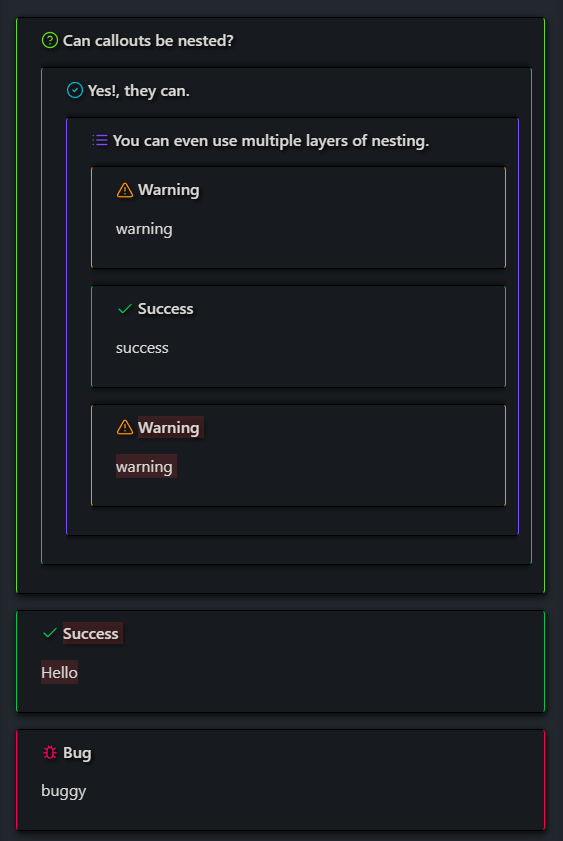 Can callouts be nested?
Yes!, they can.
You can even use multiple layers of nesting.
Warning
warning
Success
success
Warning
warning
Success
Hello
Bug
buggy